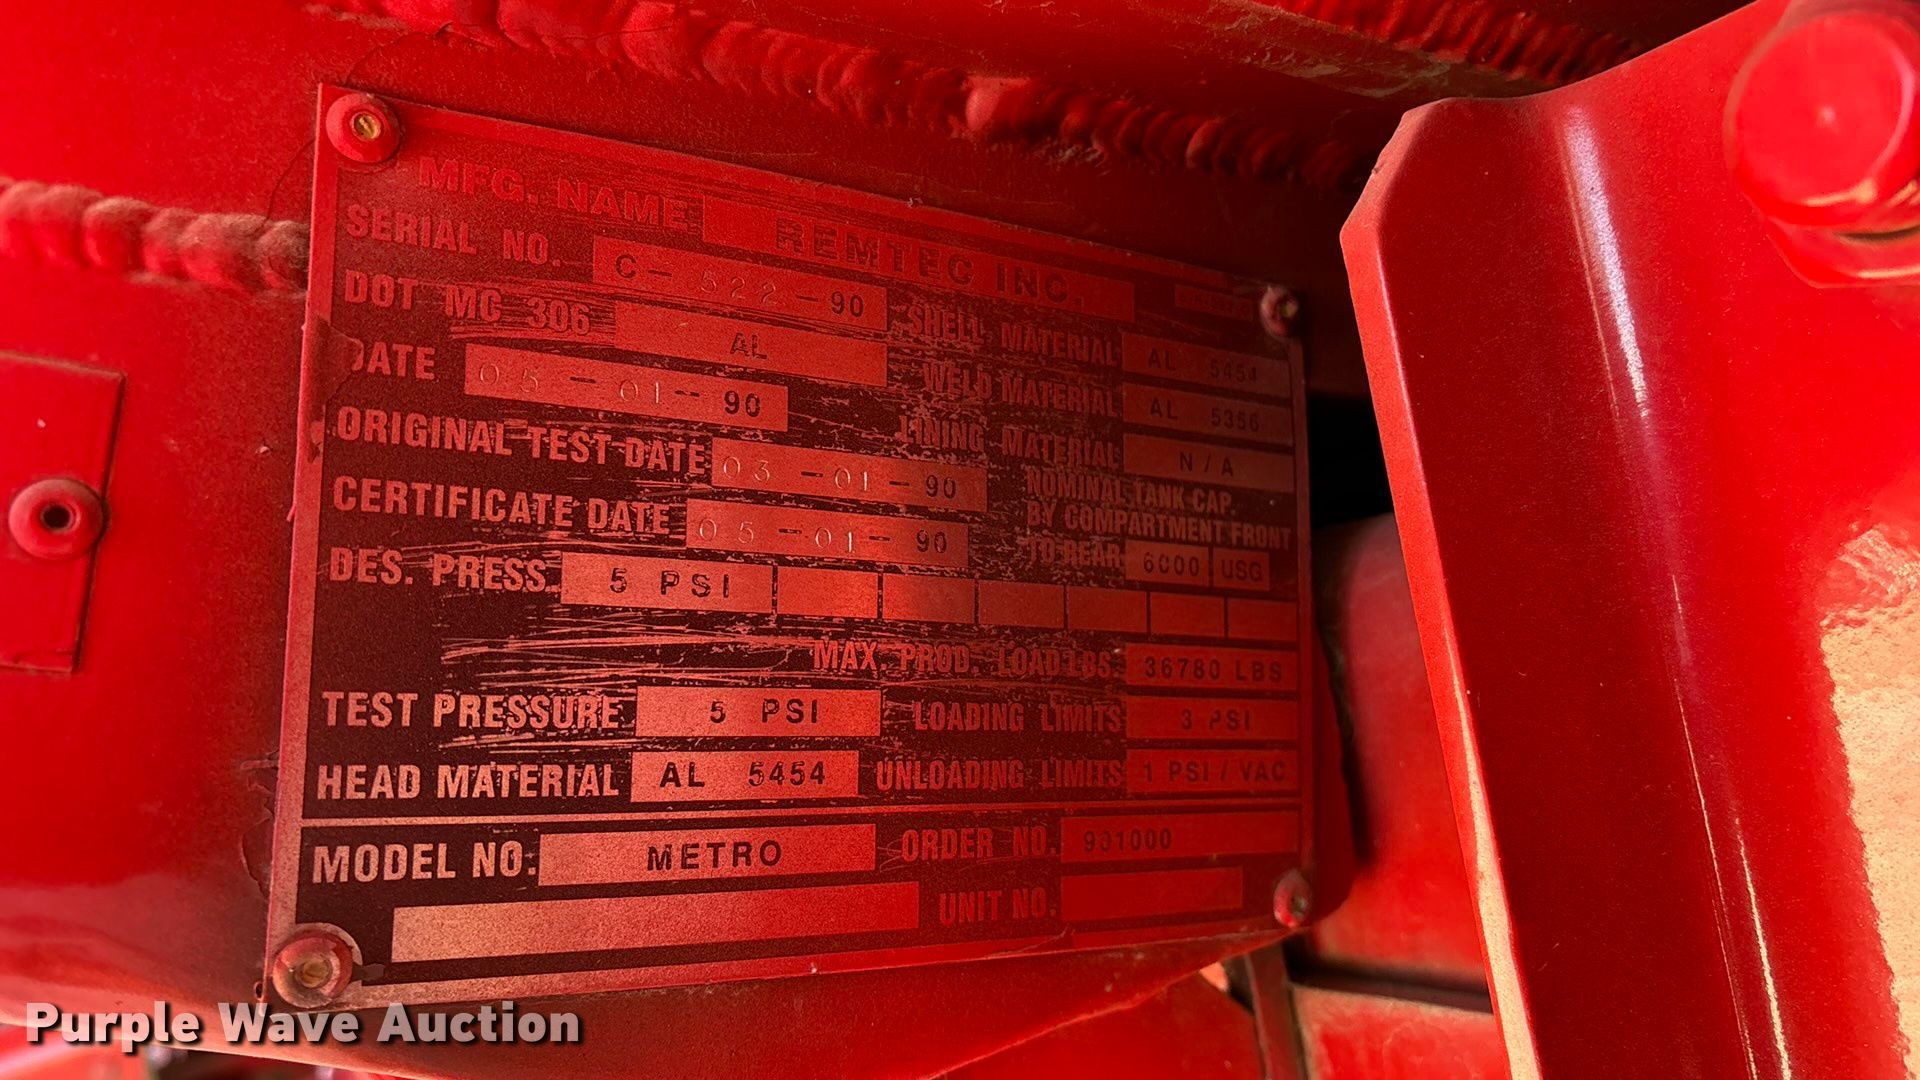 MFG. NAME REMTEC INC.
SERIAL NO. C- 522-90
DOT MC 306 AL
SHELL MATERIAL AL 5454
DATE 05-01-90
WELD MATERIAL AL 5356
LINING MATERIAL N/A
ORIGINAL TEST DATE 03-01-90
NOMINAL TANK CAP.
BY COMPARTMENT FRONT
TO REAR 6000 USG
CERTIFICATE DATE 05-01-90
DES. PRESS. 5 PSI
MAX. PROD. LOAD LBS. 36780 LBS
TEST PRESSURE 5 PSI LOADING LIMITS 3 PSI
HEAD MATERIAL AL 5454 UNLOADING LIMITS 1 PSI / VAC
MODEL NO. METRO ORDER NO. 901000
UNIT NO.
Purple Wave Auction